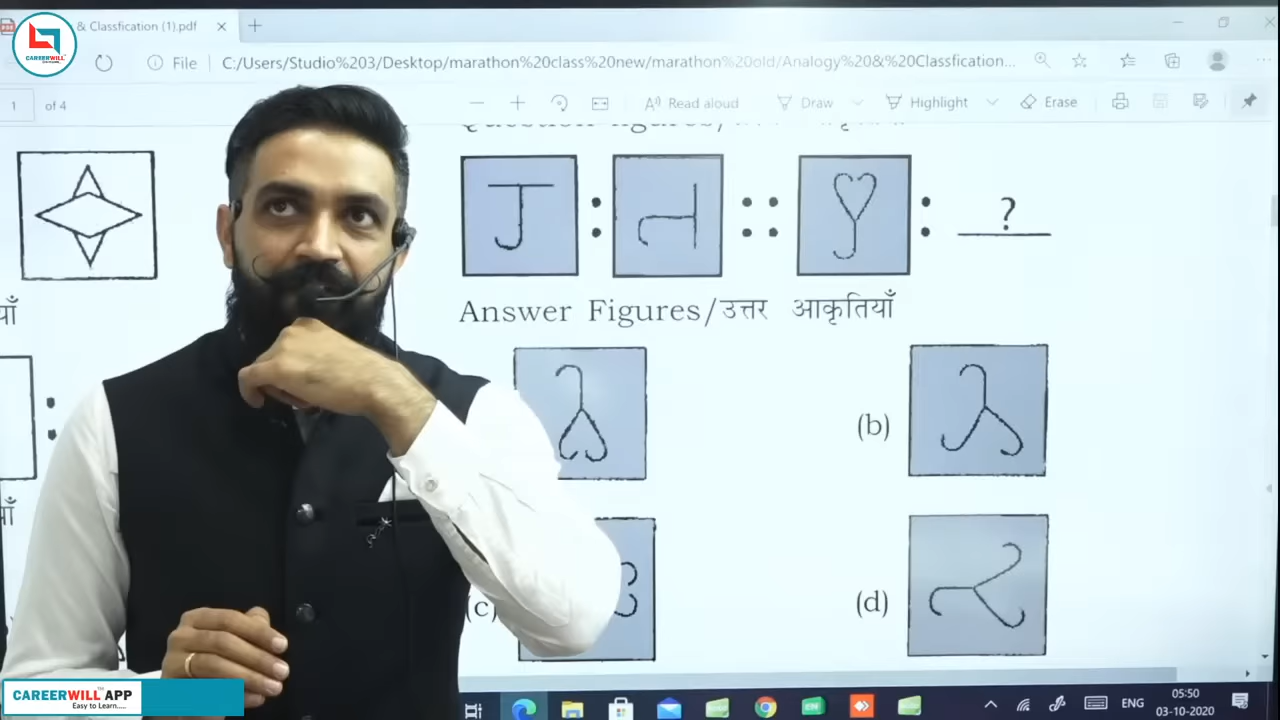 & Classfication (1).pdf
CAREERWILL
File
C:/Users/Studio%203/Desktop/marathon%20class%20new/marathon%20old/Analogy%20&%20Classfication...
1 of 4
Read aloud
Draw
Highlight
Erase
: :: : ?
Answer Figures/उत्तर आकृतियाँ
(b)
(c)
(d)
CAREERWILL APP
Easy to Learn.....
ENG
05:50
03-10-2020